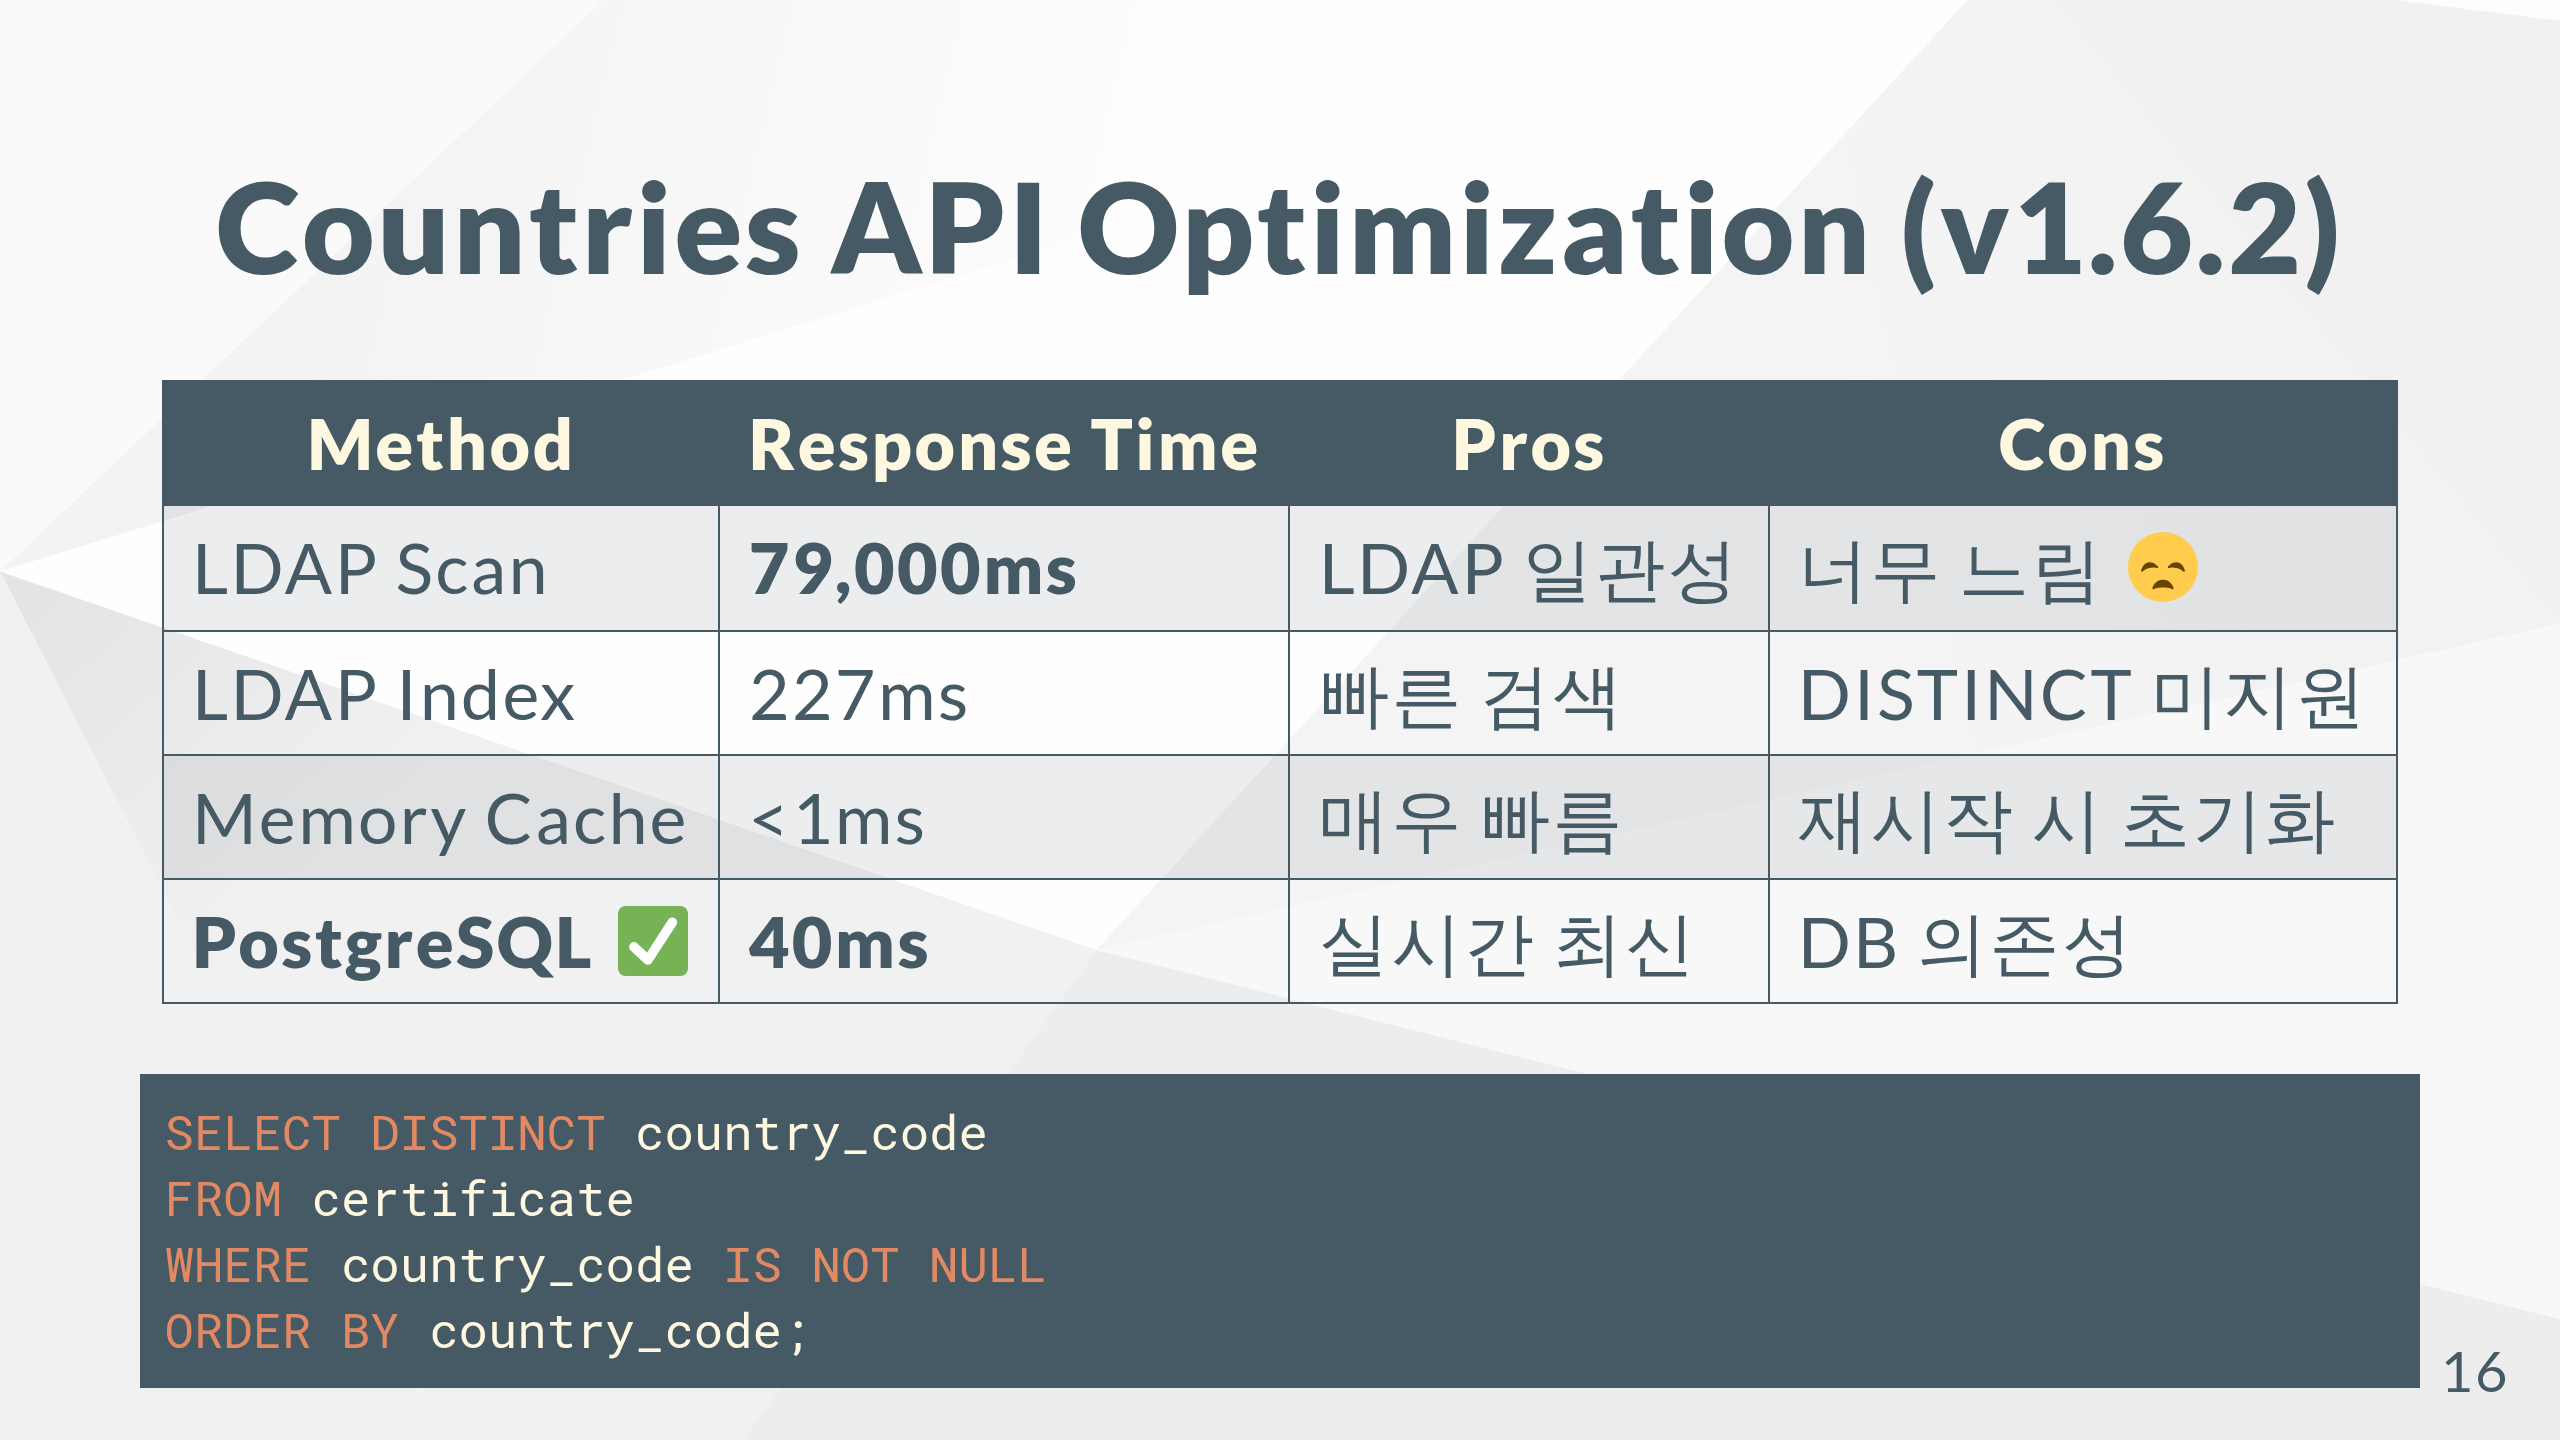 Countries API Optimization (v1.6.2)
Method Response Time Pros Cons
LDAP Scan 79,000ms LDAP 일관성 너무 느림 😞
LDAP Index 227ms 빠른 검색 DISTINCT 미지원
Memory Cache <1ms 매우 빠름 재시작 시 초기화
PostgreSQL ✅ 40ms 실시간 최신 DB 의존성
SELECT DISTINCT country_code
FROM certificate
WHERE country_code IS NOT NULL
ORDER BY country_code;
16